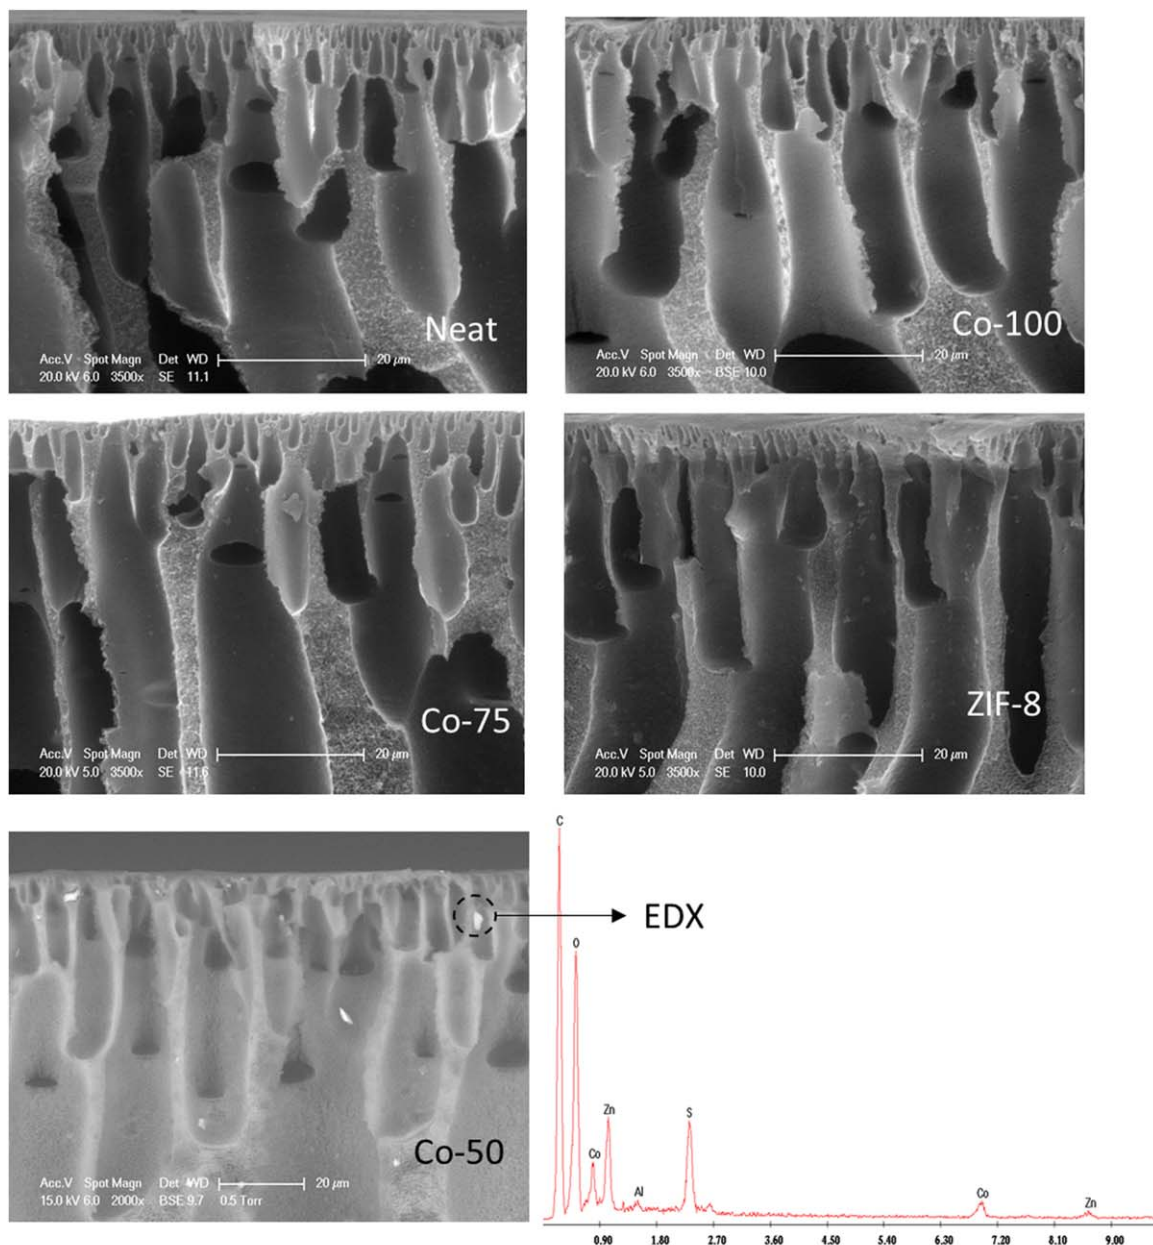 Neat
Acc.V Spot Magn Det WD 20 μm
20.0 kV 6.0 3500x SE 11.1
Co-100
Acc.V Spot Magn Det WD 20 μm
20.0 kV 6.0 3500x BSE 10.0
Co-75
Acc.V Spot Magn Det WD 20 μm
20.0 kV 5.0 3500x SE 11.6
ZIF-8
Acc.V Spot Magn Det WD 20 μm
20.0 kV 5.0 3500x SE 10.0
Co-50
Acc.V Spot Magn Det WD 20 μm
15.0 kV 6.0 2000x BSE 9.7 0.5 Torr
EDX
C
O
Co
Zn
Al
S
Co
Zn
0.90 1.80 2.70 3.60 4.50 5.40 6.30 7.20 8.10 9.00